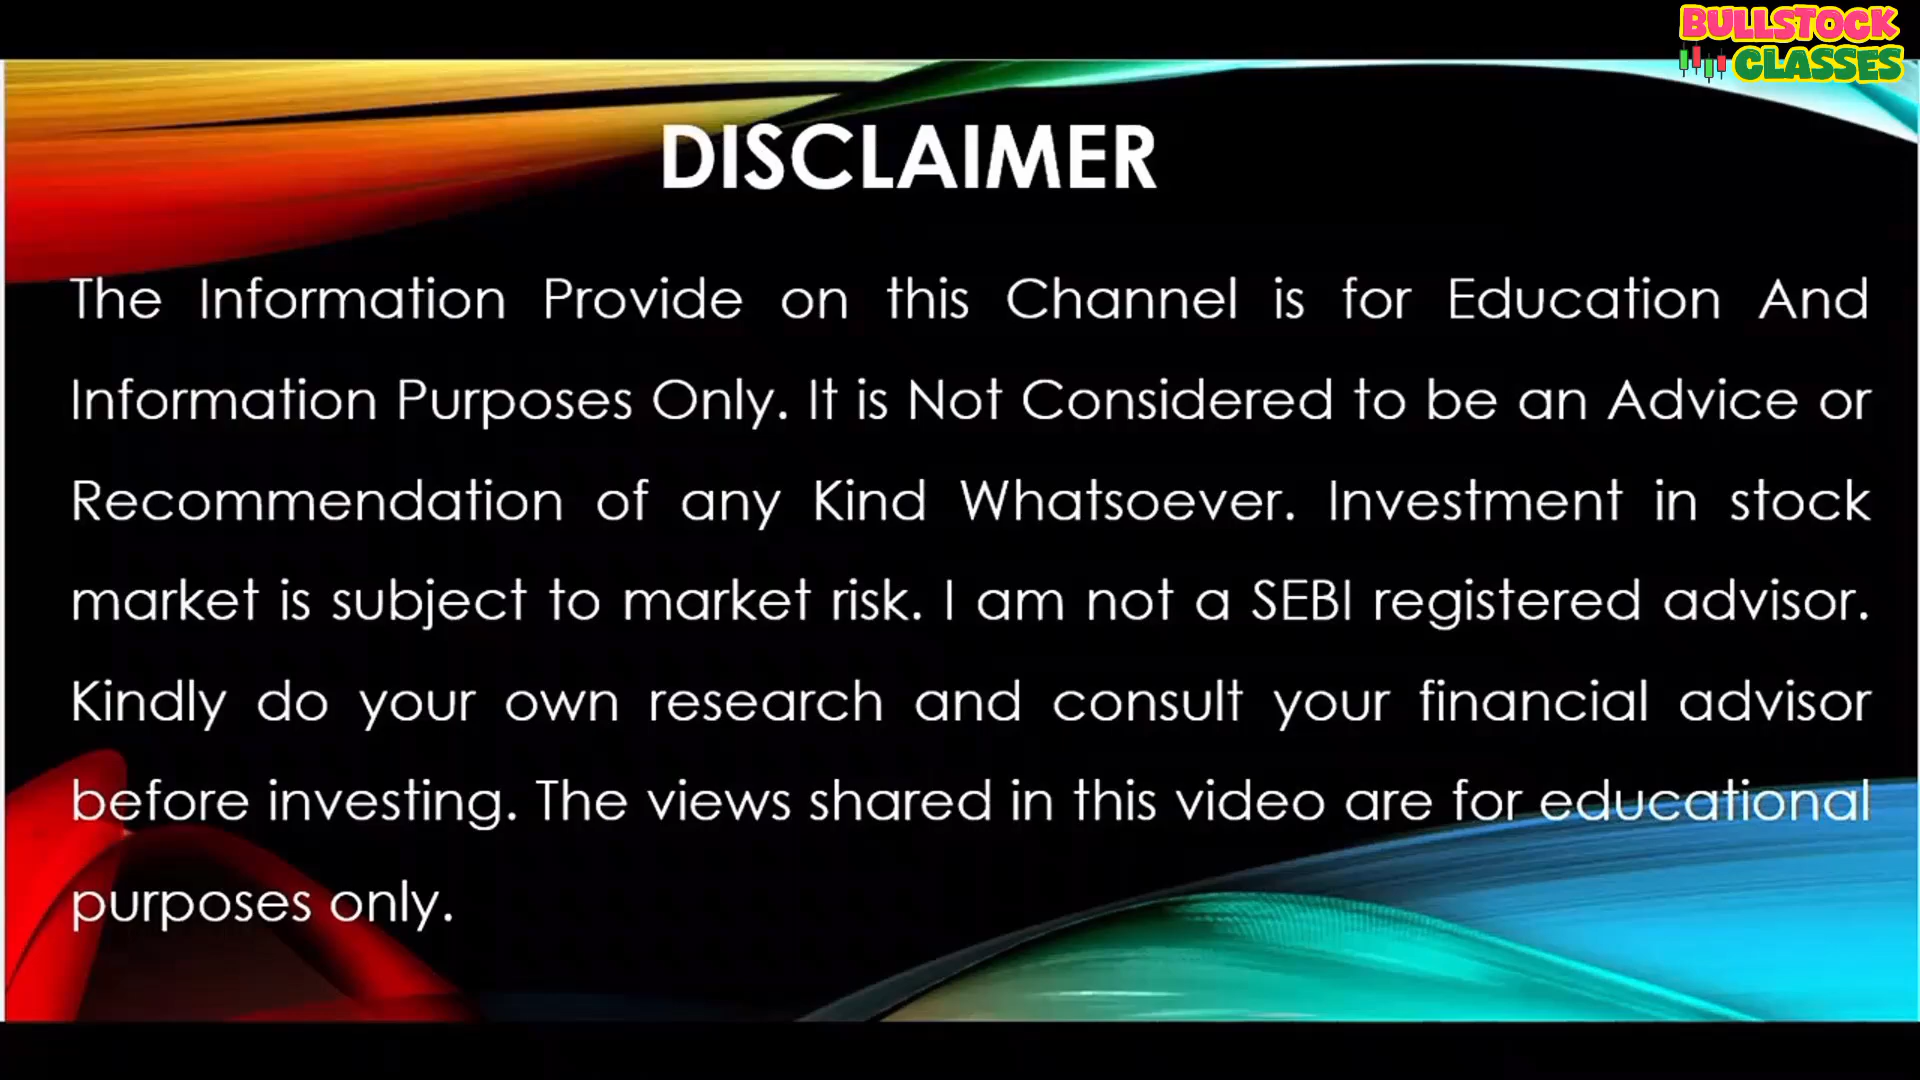 BULLSTOCK
CLASSES
DISCLAIMER
The Information Provide on this Channel is for Education And
Information Purposes Only. It is Not Considered to be an Advice or
Recommendation of any Kind Whatsoever. Investment in stock
market is subject to market risk. I am not a SEBI registered advisor.
Kindly do your own research and consult your financial advisor
before investing. The views shared in this video are for educational
purposes only.